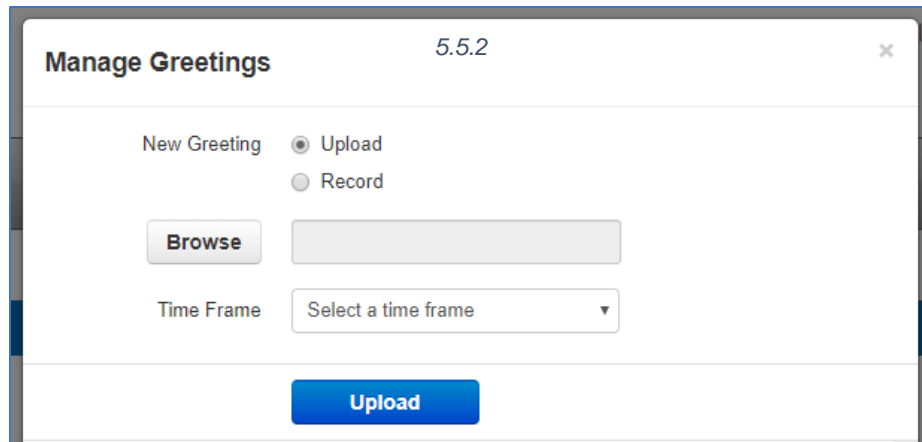 5.5.2
Manage Greetings ×
New Greeting Upload
Record
Browse
Time Frame Select a time frame
Upload